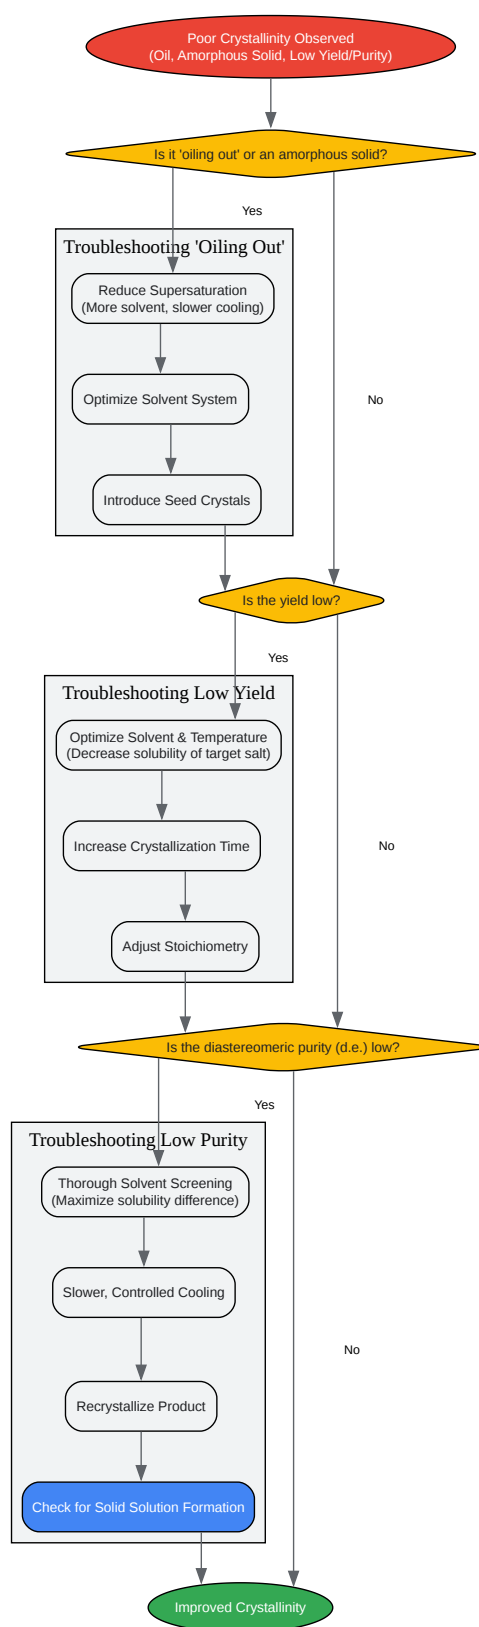 Poor Crystallinity Observed
(Oil, Amorphous Solid, Low Yield/Purity)
Is it 'oiling out' or an amorphous solid?
Yes
Troubleshooting 'Oiling Out'
Reduce Supersaturation
(More solvent, slower cooling)
Optimize Solvent System
No
Introduce Seed Crystals
Is the yield low?
Yes
Troubleshooting Low Yield
Optimize Solvent & Temperature
(Decrease solubility of target salt)
Increase Crystallization Time
No
Adjust Stoichiometry
Is the diastereomeric purity (d.e.) low?
Yes
Troubleshooting Low Purity
Thorough Solvent Screening
(Maximize solubility difference)
Slower, Controlled Cooling
No
Recrystallize Product
Check for Solid Solution Formation
Improved Crystallinity